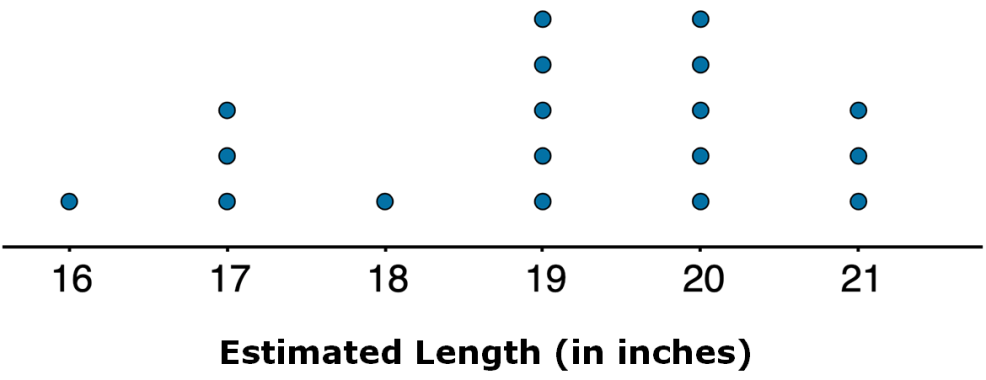 16 17 18 19 20 21
Estimated Length (in inches)